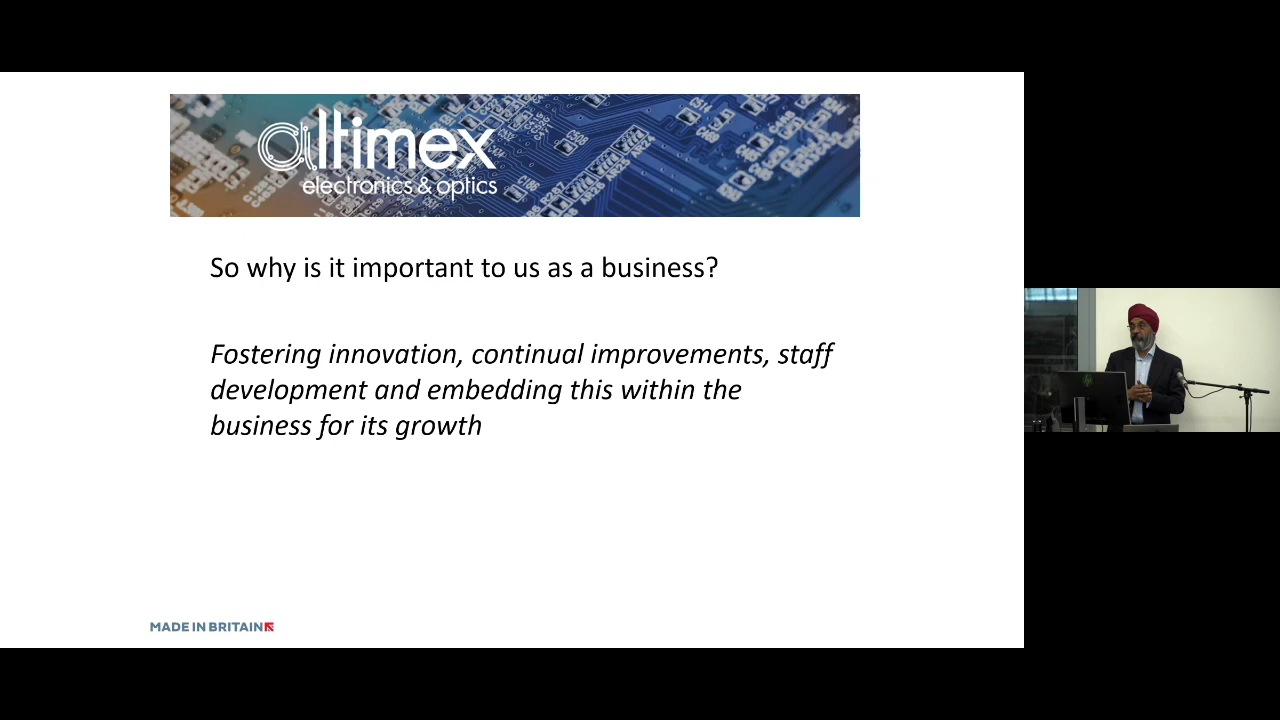 altimex
electronics & optics
So why is it important to us as a business?
Fostering innovation, continual improvements, staff
development and embedding this within the
business for its growth
MADE IN BRITAIN